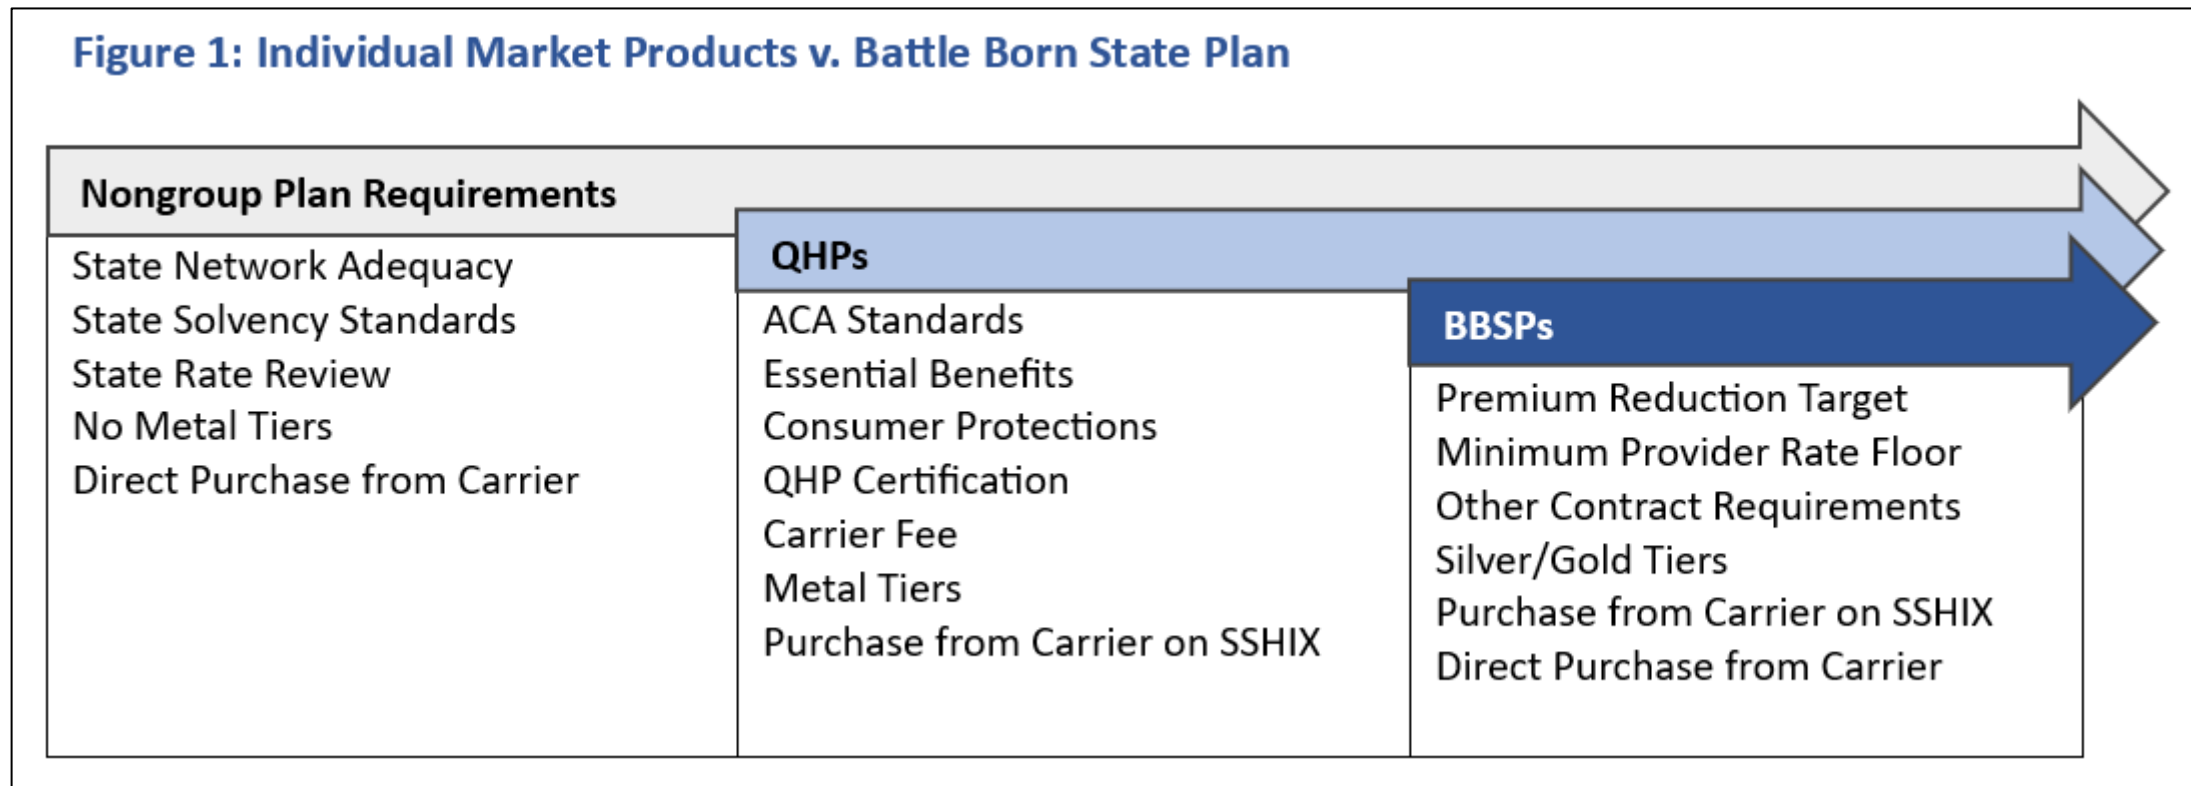 Figure 1: Individual Market Products v. Battle Born State Plan
Nongroup Plan Requirements
State Network Adequacy
State Solvency Standards
State Rate Review
No Metal Tiers
Direct Purchase from Carrier
QHPs
ACA Standards
Essential Benefits
Consumer Protections
QHP Certification
Carrier Fee
Metal Tiers
Purchase from Carrier on SSHIX
BBSPs
Premium Reduction Target
Minimum Provider Rate Floor
Other Contract Requirements
Silver/Gold Tiers
Purchase from Carrier on SSHIX
Direct Purchase from Carrier